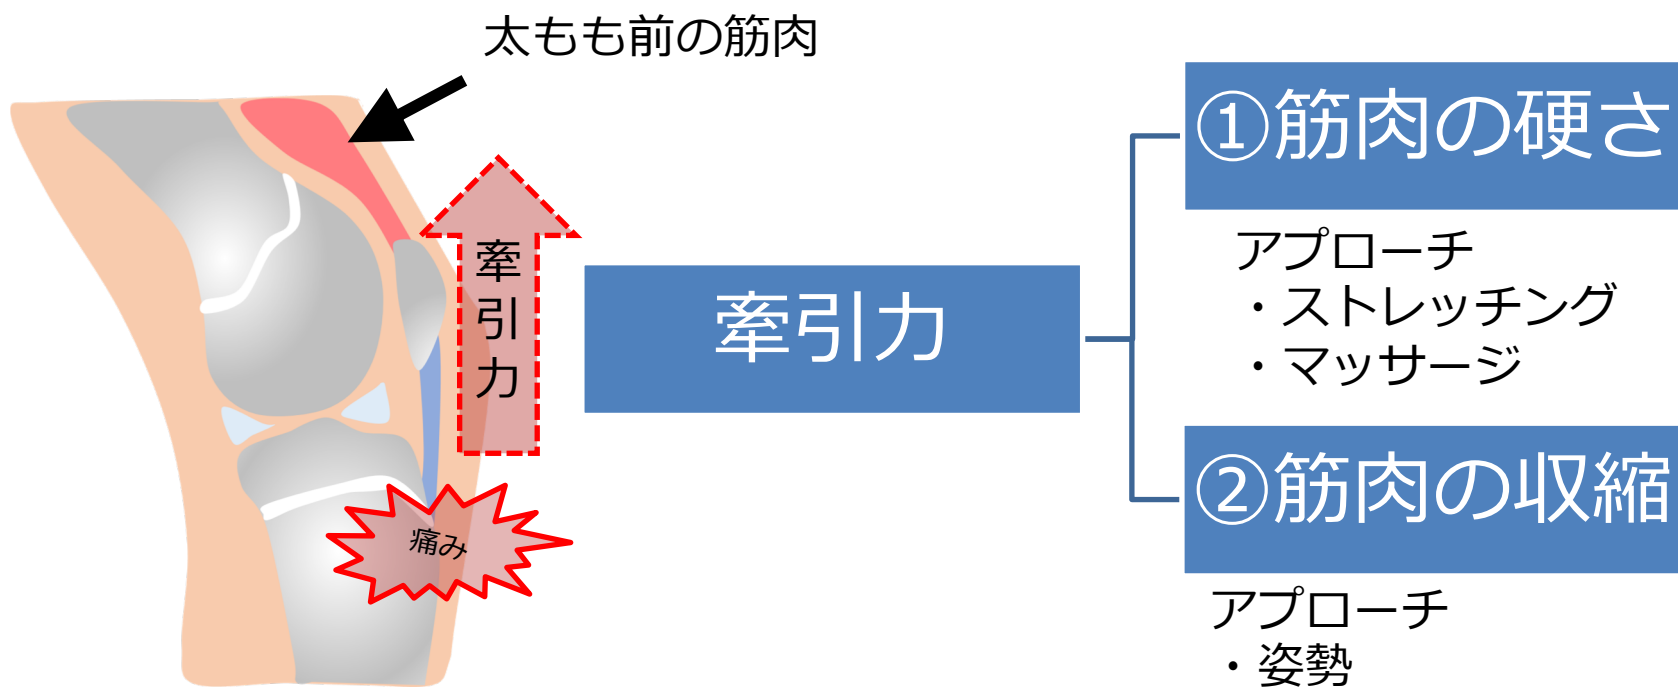 太もも前の筋肉
牽引力
痛み
牽引力
①筋肉の硬さ
アプローチ
・ストレッチング
・マッサージ
②筋肉の収縮
アプローチ
・姿勢